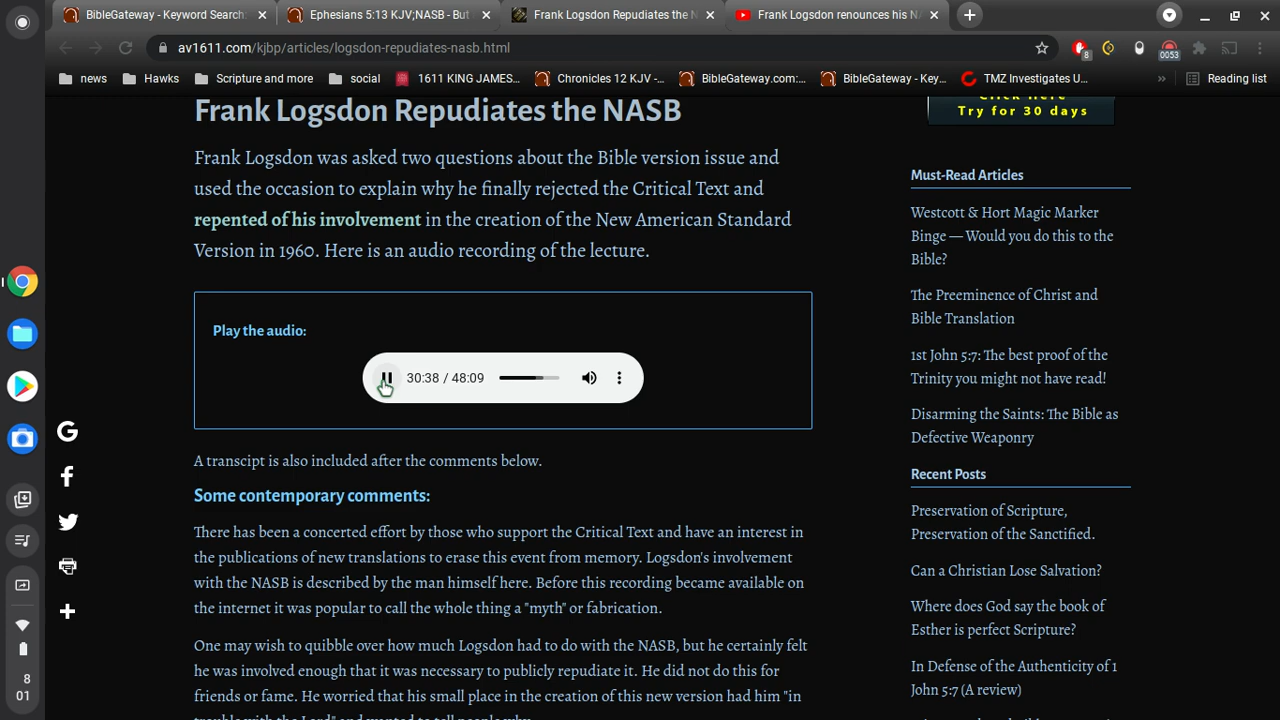 BibleGateway - Keyword Search:
Ephesians 5:13 KJV;NASB - But
Frank Logsdon Repudiates the N
Frank Logsdon renounces his N
av1611.com/kjbp/articles/logsdon-repudiates-nasb.html
8
0053
news
Hawks
Scripture and more
social
1611 KING JAMES...
Chronicles 12 KJV -...
BibleGateway.com:...
BibleGateway - Key...
TMZ Investigates U...
»
Reading list
Frank Logsdon Repudiates the NASB
Frank Logsdon was asked two questions about the Bible version issue and
used the occasion to explain why he finally rejected the Critical Text and
repented of his involvement in the creation of the New American Standard
Version in 1960. Here is an audio recording of the lecture.
Play the audio:
30:38 / 48:09
A transcipt is also included after the comments below.
Some contemporary comments:
There has been a concerted effort by those who support the Critical Text and have an interest in
the publications of new translations to erase this event from memory. Logsdon's involvement
with the NASB is described by the man himself here. Before this recording became available on
the internet it was popular to call the whole thing a "myth" or fabrication.
One may wish to quibble over how much Logsdon had to do with the NASB, but he certainly felt
he was involved enough that it was necessary to publicly repudiate it. He did not do this for
friends or fame. He worried that his small place in the creation of this new version had him "in
trouble with the Lord" and wanted to tell people why.
Click Here
Try for 30 days
Must-Read Articles
Westcott & Hort Magic Marker
Binge — Would you do this to the
Bible?
The Preeminence of Christ and
Bible Translation
1st John 5:7: The best proof of the
Trinity you might not have read!
Disarming the Saints: The Bible as
Defective Weaponry
Recent Posts
Preservation of Scripture,
Preservation of the Sanctified.
Can a Christian Lose Salvation?
Where does God say the book of
Esther is perfect Scripture?
In Defense of the Authenticity of 1
John 5:7 (A review)
8
01